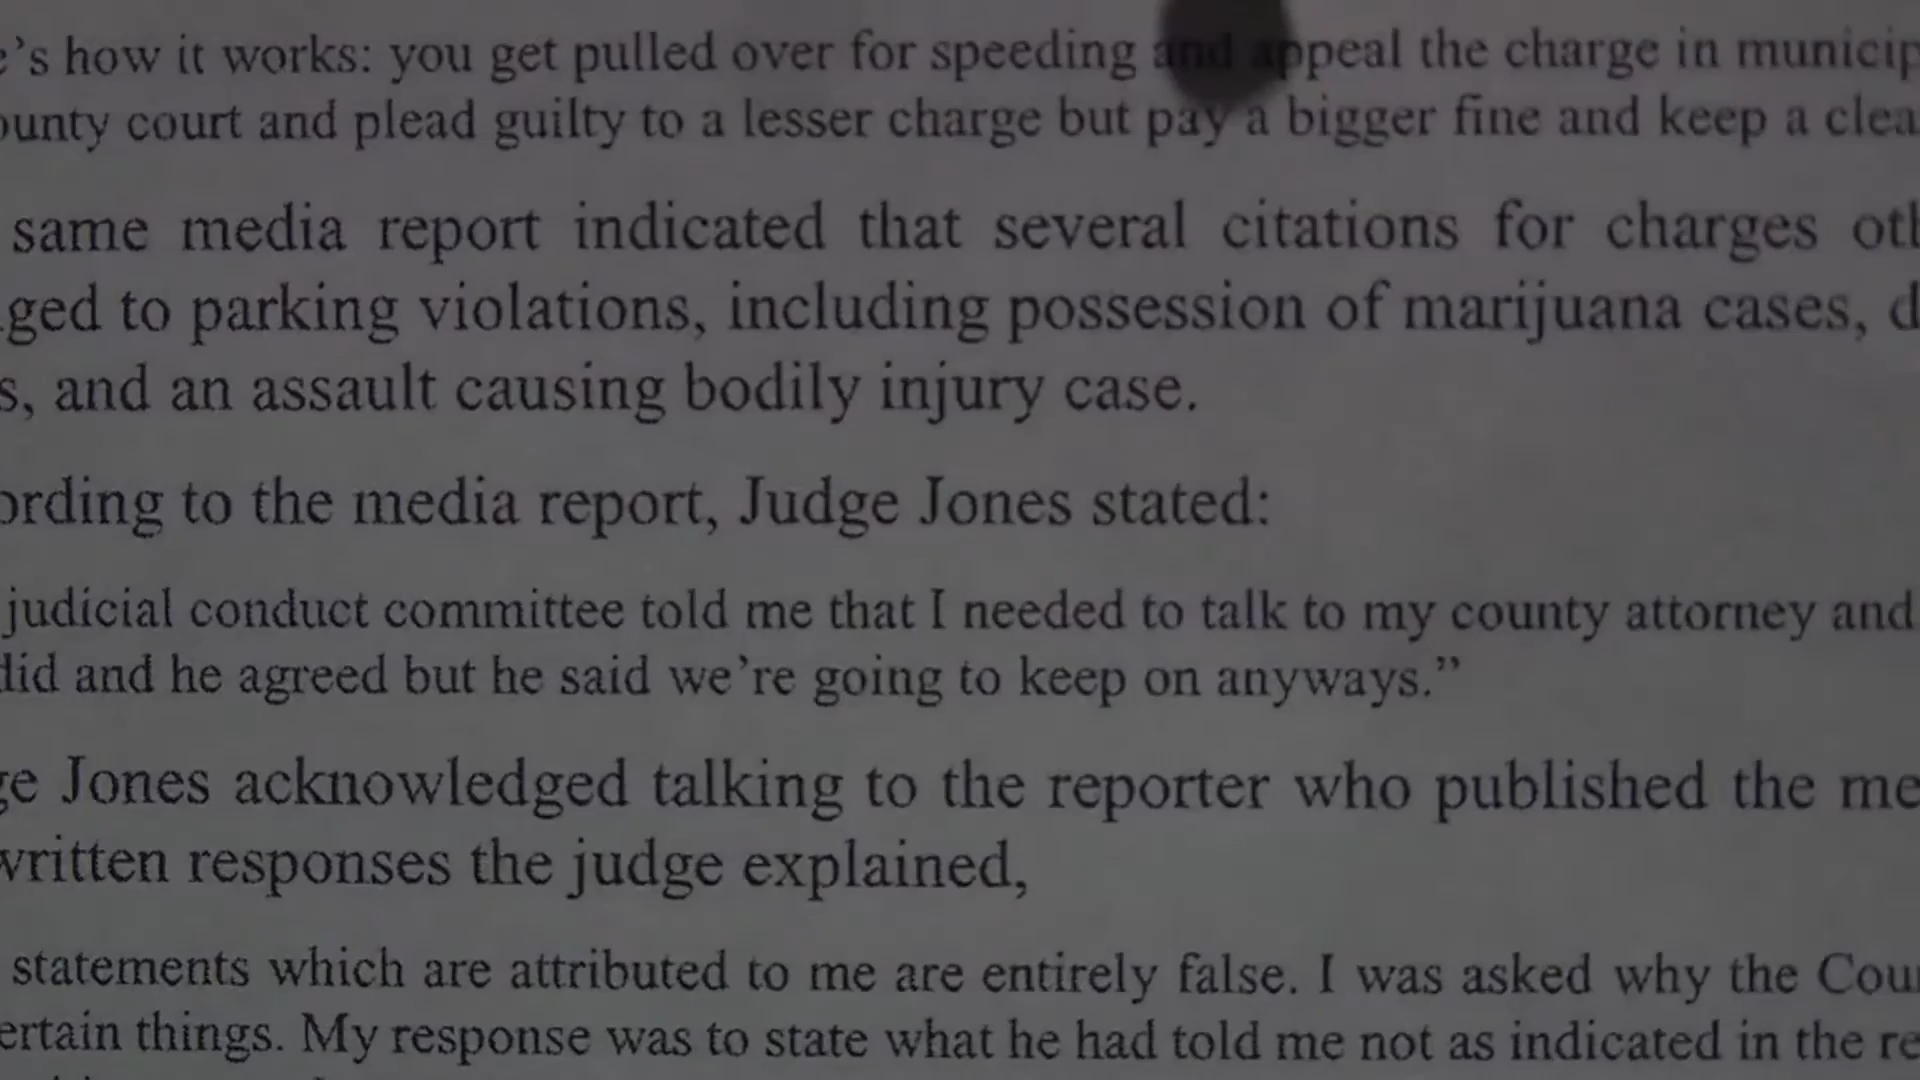 's how it works: you get pulled over for speeding and appeal the charge in municip
ounty court and plead guilty to a lesser charge but pay a bigger fine and keep a clea
same media report indicated that several citations for charges oth
ged to parking violations, including possession of marijuana cases, d
s, and an assault causing bodily injury case.
ording to the media report, Judge Jones stated:
judicial conduct committee told me that I needed to talk to my county attorney and
did and he agreed but he said we're going to keep on anyways.”
ge Jones acknowledged talking to the reporter who published the me
written responses the judge explained,
statements which are attributed to me are entirely false. I was asked why the Cou
ertain things. My response was to state what he had told me not as indicated in the re